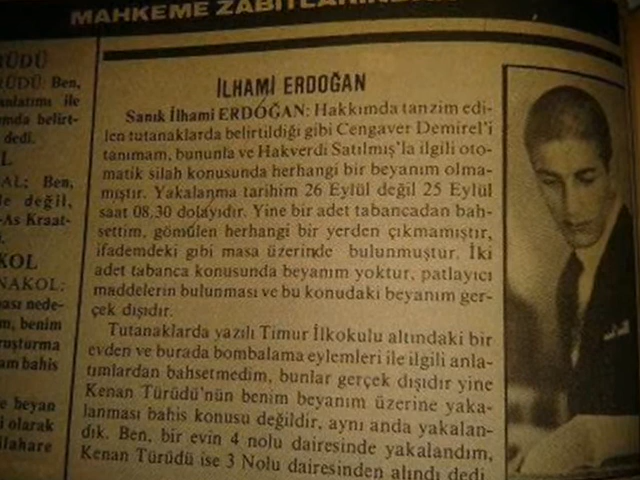 MAHKEME ZABITLARINDAN
RÜDÜ
RÜDÜ: Ben,
anlatımı ile
mda belirt-
dedi.
L
AL; Ben,
de değil,
-As Kraat-
KOL
NAKOL:
ası nede-
m, benim
ruşturma
am bahis
e beyan
i olarak
ilahare
İLHAMİ ERDOĞAN
Sanık İlhami ERDOĞAN: Hakkımda tanzim edi-
len tutanaklarda belirtildiği gibi Cengaver Demirel'i
tanımam, bununla ve Hakverdi Satılmış'la ilgili oto-
matik silah konusunda herhangi bir beyanım olma-
mıştır. Yakalanma tarihim 26 Eylül değil 25 Eylül
saat 08.30 dolayıdır. Yine bir adet tabancadan bah-
settim, gömülen herhangi bir yerden çıkmamıştır,
ifademdeki gibi masa üzerinde bulunmuştur. İki
adet tabanca konusunda beyanım yoktur, patlayıcı
maddelerin bulunması ve bu konudaki beyanım ger-
çek dışıdır.
Tutanaklarda yazılı Timur İlkokulu altındaki bir
evden ve burada bombalama eylemleri ile ilgili anla-
tımlardan bahsetmedim, bunlar gerçek dışıdır yine
Kenan Türüdü'nün benim beyanım üzerine yaka-
lanması bahis konusu değildir, aynı anda yakalan-
dık. Ben, bir evin 4 nolu dairesinde yakalandım,
Kenan Türüdü ise 3 Nolu dairesinden alındı dedi.